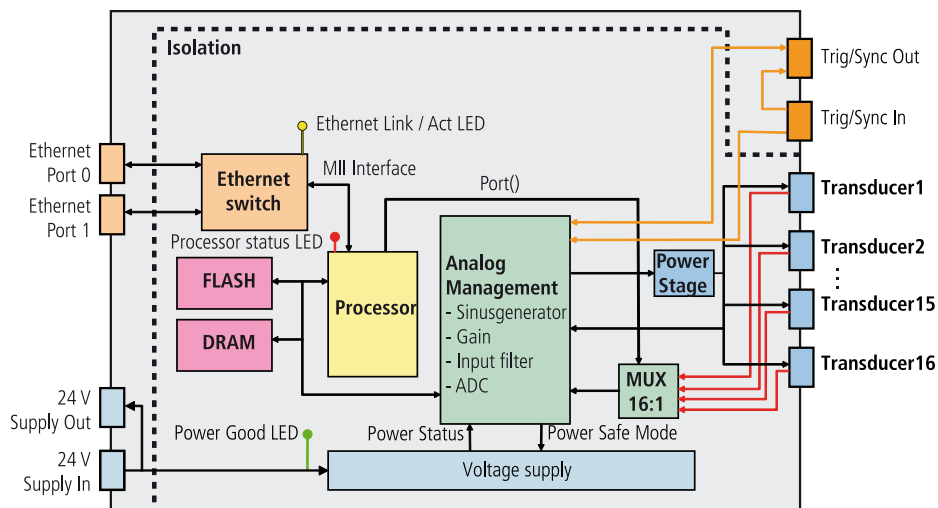 Isolation
Trig/Sync Out
Trig/Sync In
Ethernet Link / Act LED
Ethernet
Port 0
Ethernet
Port 1
Ethernet
switch
MII Interface
Port()
Transducer1
Transducer2
Transducer15
Transducer16
Processor status LED
FLASH
DRAM
Processor
Analog
Management
- Sinusgenerator
- Gain
- Input filter
- ADC
Power
Stage
MUX
16:1
24 V
Supply Out
24 V
Supply In
Power Good LED
Power Status
Power Safe Mode
Voltage supply